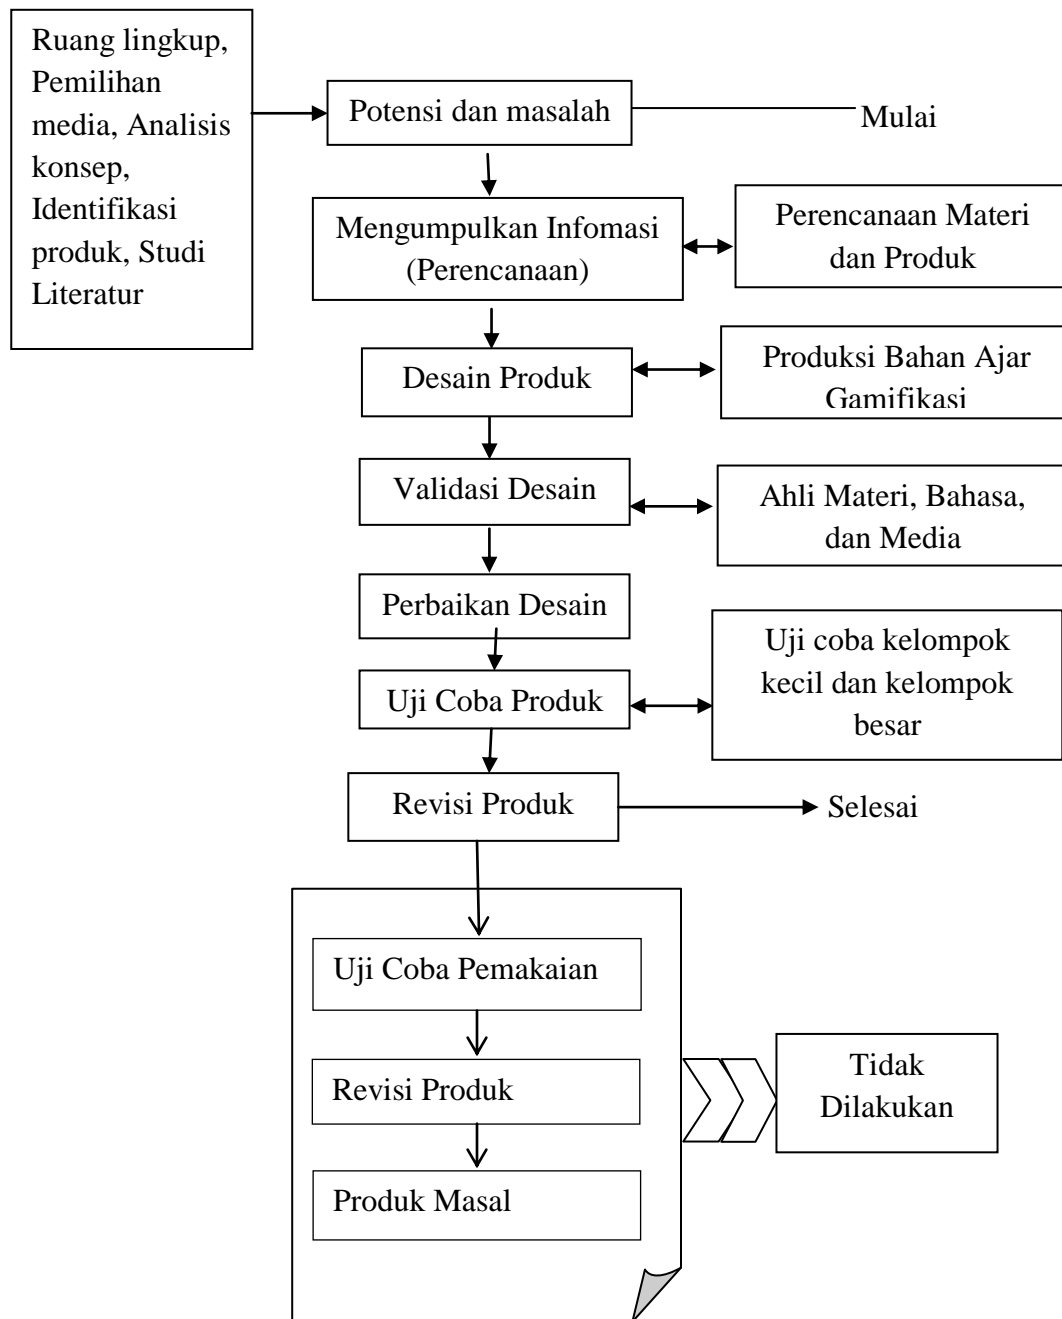 Ruang lingkup,
Pemilihan
media, Analisis
konsep,
Identifikasi
produk, Studi
Literatur
Potensi dan masalah
Mulai
Mengumpulkan Infomasi
(Perencanaan)
Perencanaan Materi
dan Produk
Desain Produk
Produksi Bahan Ajar
Gamifikasi
Validasi Desain
Ahli Materi, Bahasa,
dan Media
Perbaikan Desain
Uji Coba Produk
Uji coba kelompok
kecil dan kelompok
besar
Revisi Produk
Selesai
Uji Coba Pemakaian
Revisi Produk
Produk Masal
Tidak
Dilakukan